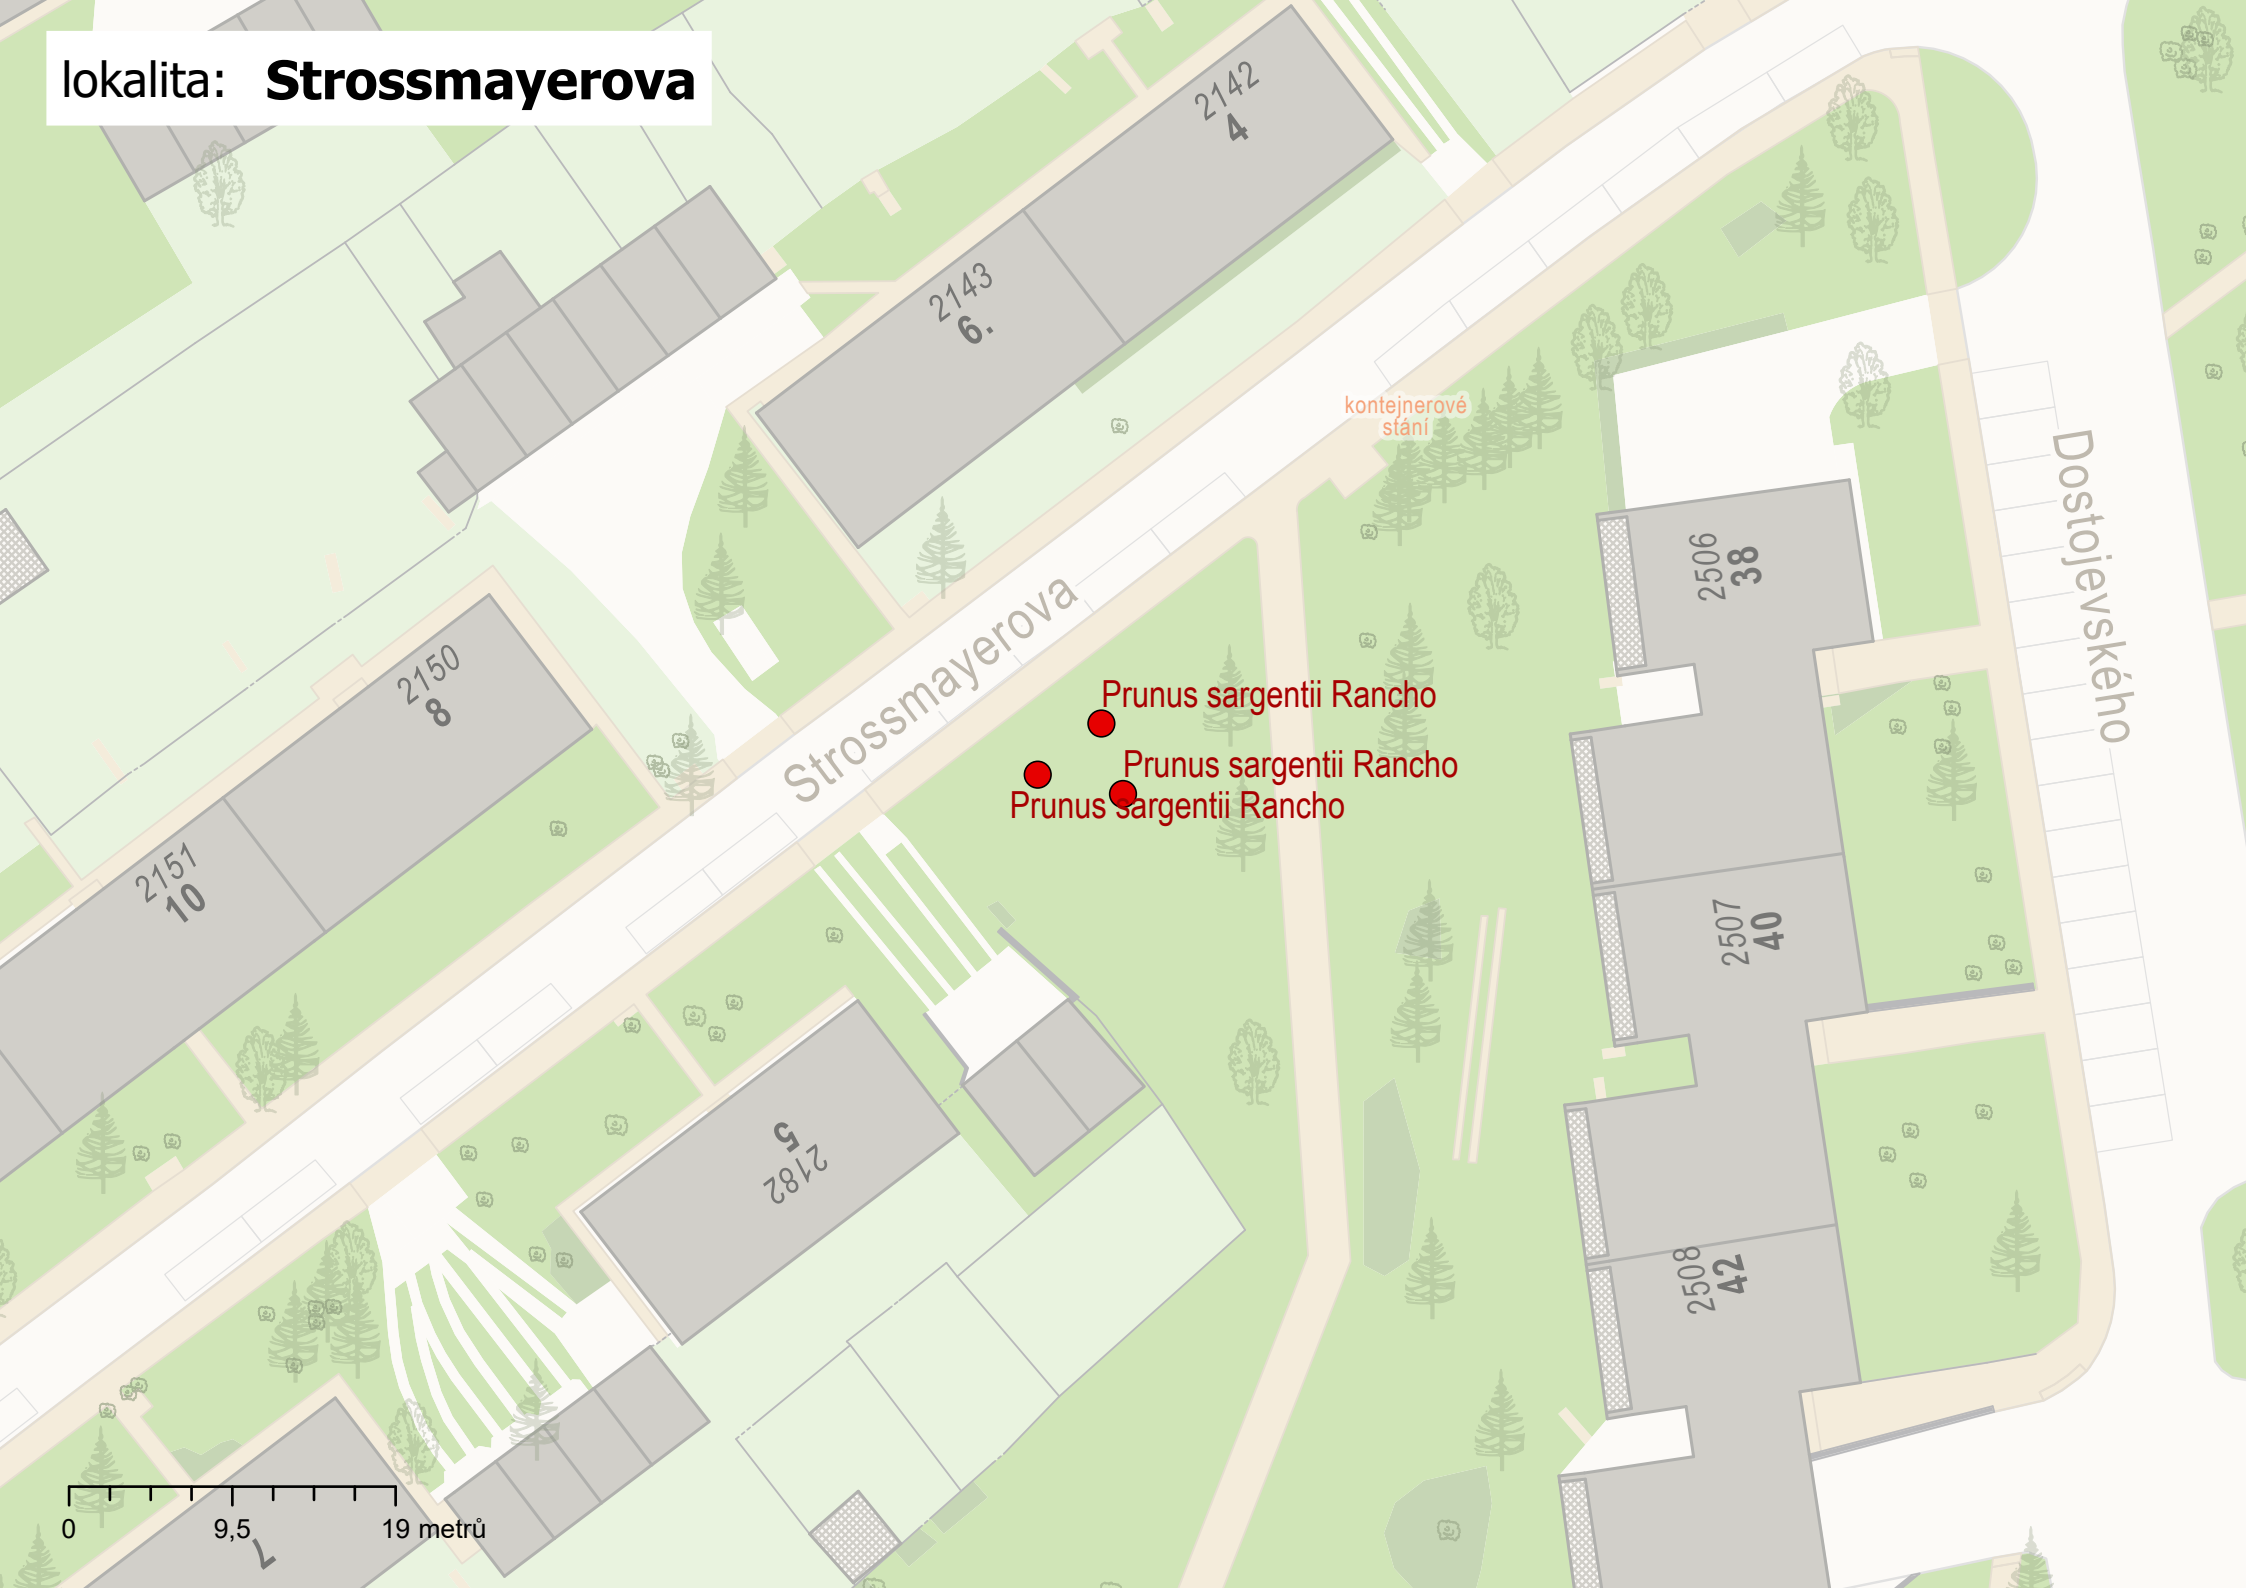 lokalita: Strossmayerova
2142
4
2143
6.
kontejnerové
stání
Dostojevského
2506
38
Strossmayerova
2150
8
Prunus sargentii Rancho
Prunus sargentii Rancho
Prunus sargentii Rancho
2151
10
2507
40
5
2182
2508
42
0 9,5 19 metrů
7